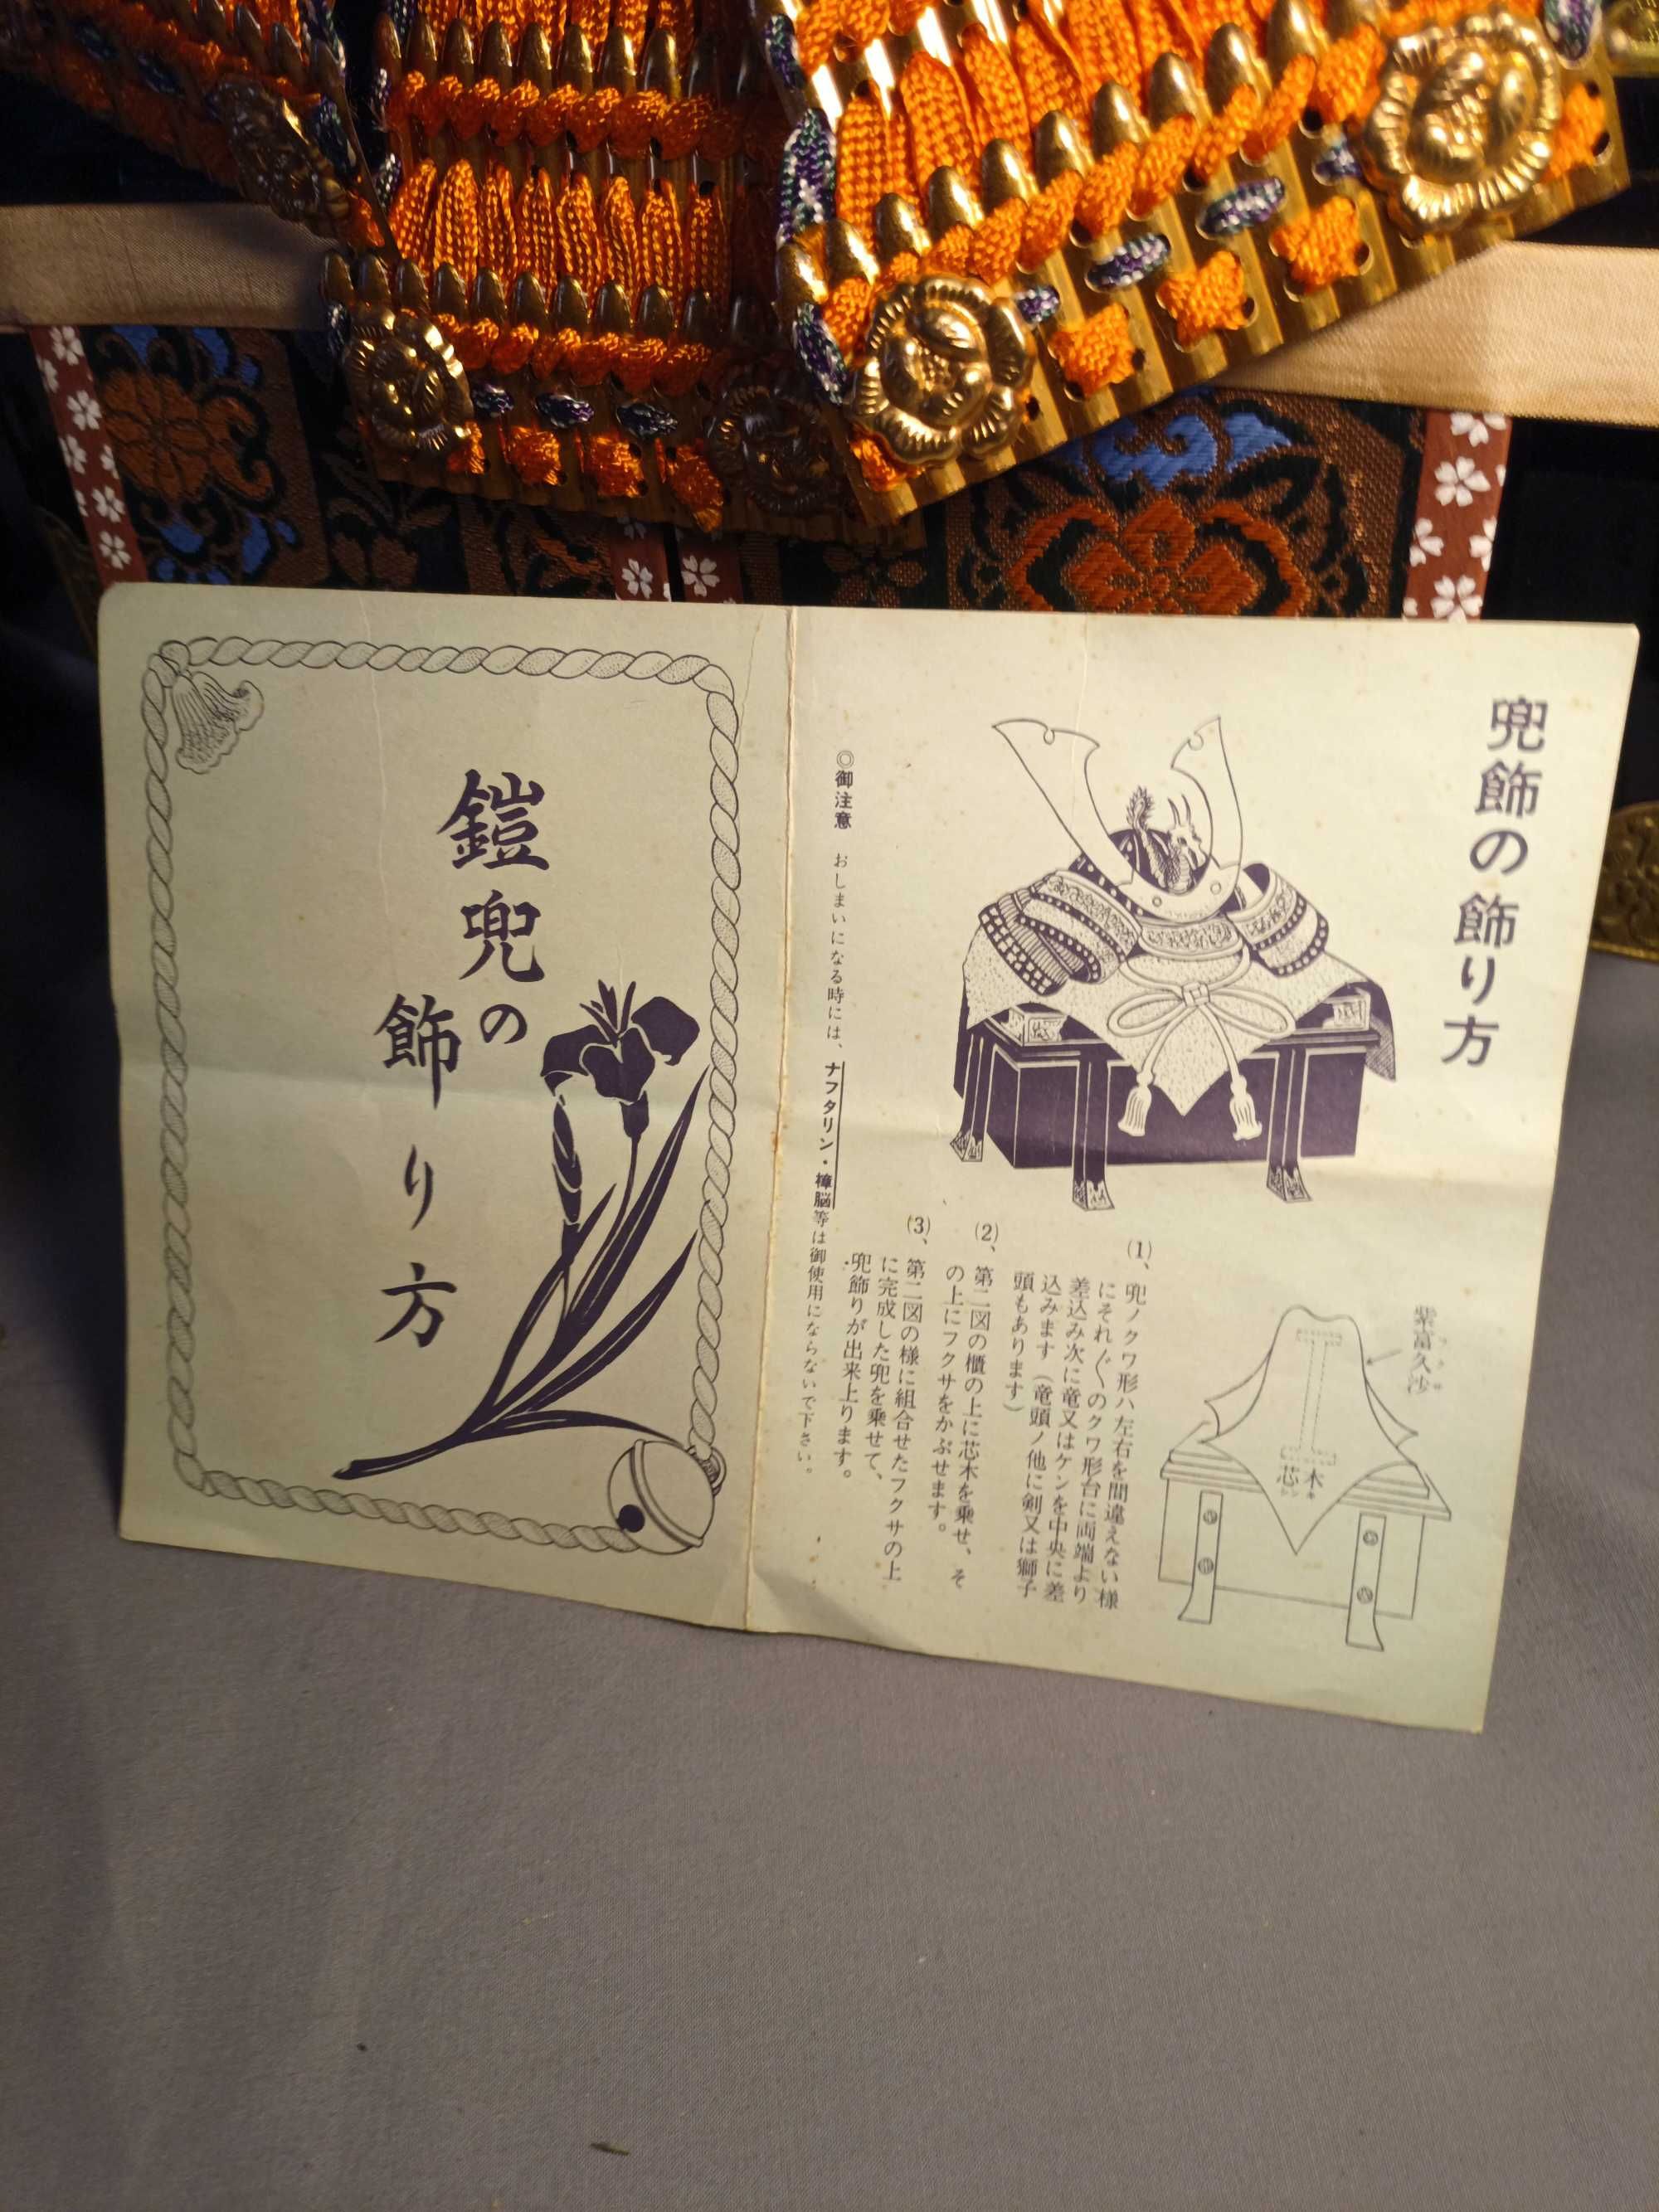 兜飾の飾り方
紫富久沙
芯木
(1)、兜ノクワ形ハ左右を間違えない様
にそれ〲のクワ形台に両端より
差込み次に竜又はケンを中央に差
込みます（竜頭ノ他に剣又は獅子
頭もあります）
(2)、第二図の櫃の上に芯木を乗せ、そ
の上にフクサをかぶせます。
(3)、第二図の様に組合せたフクサの上
に完成した兜を乗せて、
兜飾りが出来上ります。
◎御注意　おしまいになる時には、ナフタリン・樟脳等は御使用にならないで下さい。
鎧兜の
飾り方